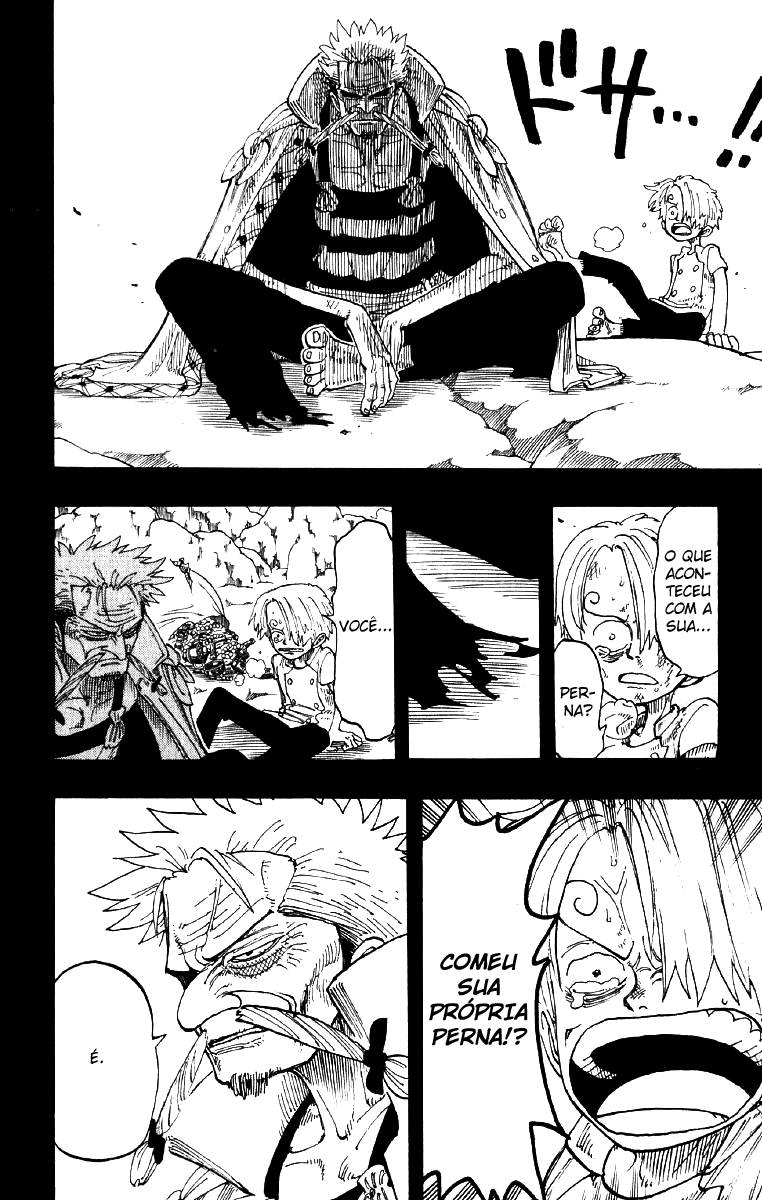 ドサ...!!
O QUE
ACON-
TECEU
COM A
SUA...
PER-
NA?
VOCÊ...
COMEU
SUA
PRÓPRIA
PERNA!?
É.